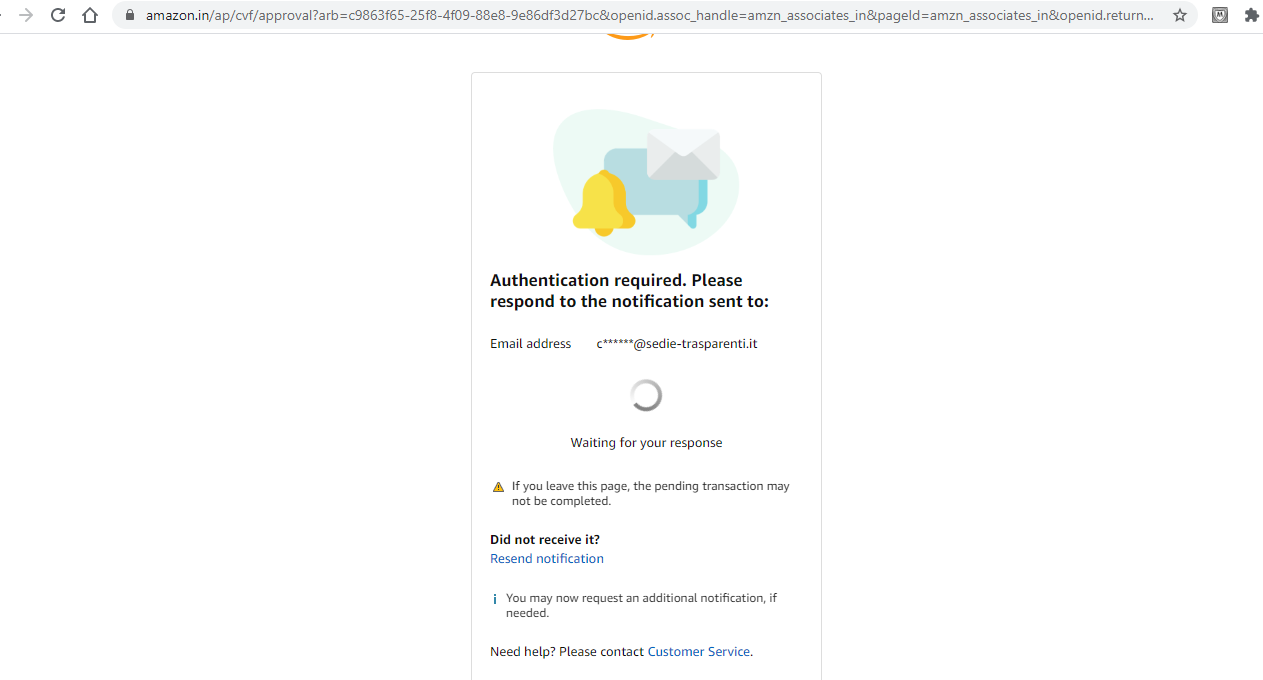 amazon.in/ap/cvf/approval?arb=c9863f65-25f8-4f09-88e8-9e86df3d27bc&openid.assoc_handle=amzn_associates_in&pageId=amzn_associates_in&openid.return...
Authentication required. Please
respond to the notification sent to:
Email address c******@sedie-trasparenti.it
Waiting for your response
If you leave this page, the pending transaction may
not be completed.
Did not receive it?
Resend notification
You may now request an additional notification, if
needed.
Need help? Please contact Customer Service.